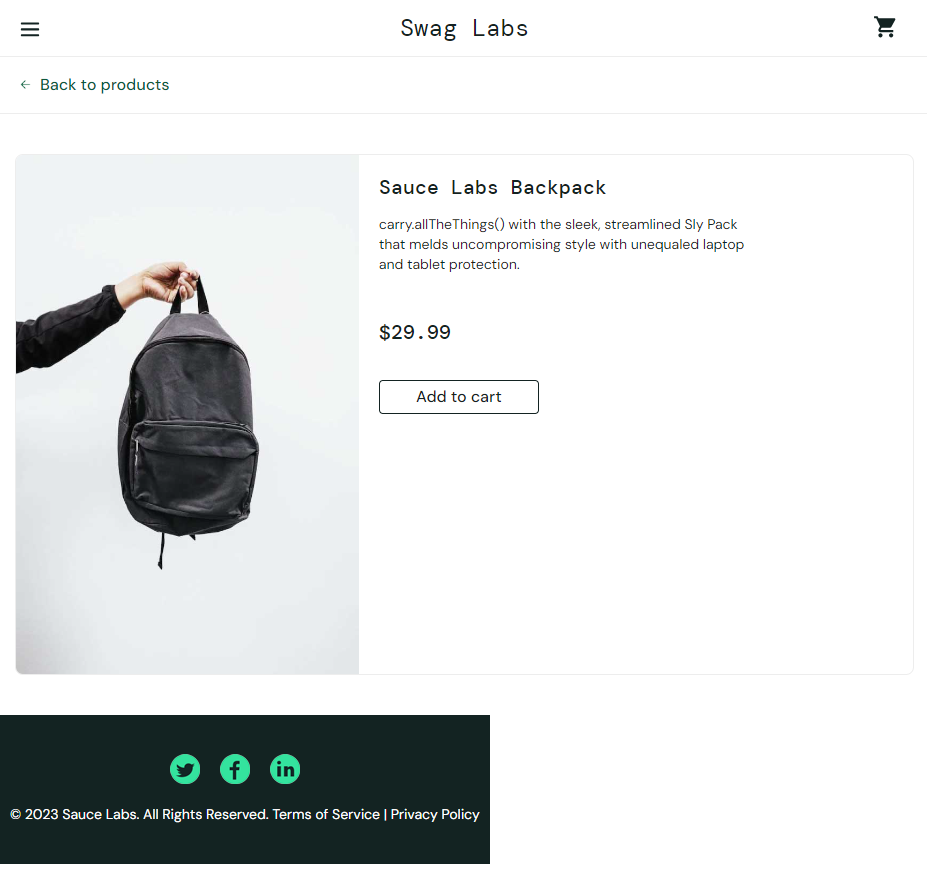 Swag Labs
Back to products
Sauce Labs Backpack
carry.allTheThings() with the sleek, streamlined Sly Pack
that melds uncompromising style with unequaled laptop
and tablet protection.
$29.99
Add to cart
© 2023 Sauce Labs. All Rights Reserved. Terms of Service | Privacy Policy